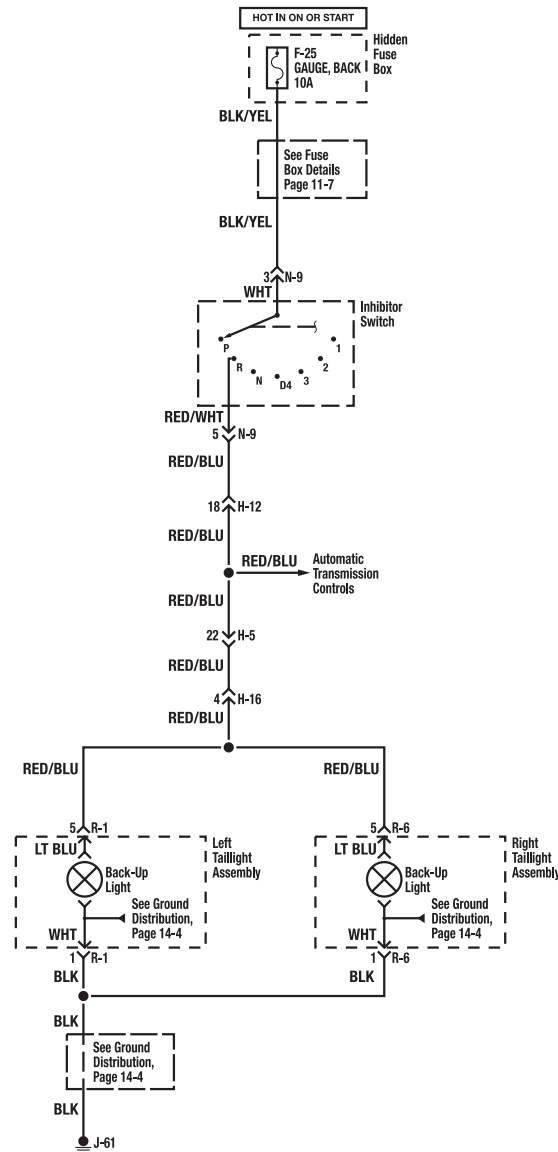 HOT IN ON OR START
Hidden
Fuse
Box
F-25
GAUGE, BACK
10A
BLK/YEL
See Fuse
Box Details
Page 11-7
BLK/YEL
3 N-9
WHT
Inhibitor
Switch
P
R
N
D4
3
2
1
RED/WHT
5 N-9
RED/BLU
18 H-12
RED/BLU
RED/BLU
Automatic
Transmission
Controls
RED/BLU
22 H-5
RED/BLU
4 H-16
RED/BLU
RED/BLU
RED/BLU
5 R-1
LT BLU
Left
Taillight
Assembly
Back-Up
Light
See Ground
Distribution,
Page 14-4
WHT
1 R-1
BLK
5 R-6
LT BLU
Right
Taillight
Assembly
Back-Up
Light
See Ground
Distribution,
Page 14-4
WHT
1 R-6
BLK
BLK
See Ground
Distribution,
Page 14-4
BLK
J-61